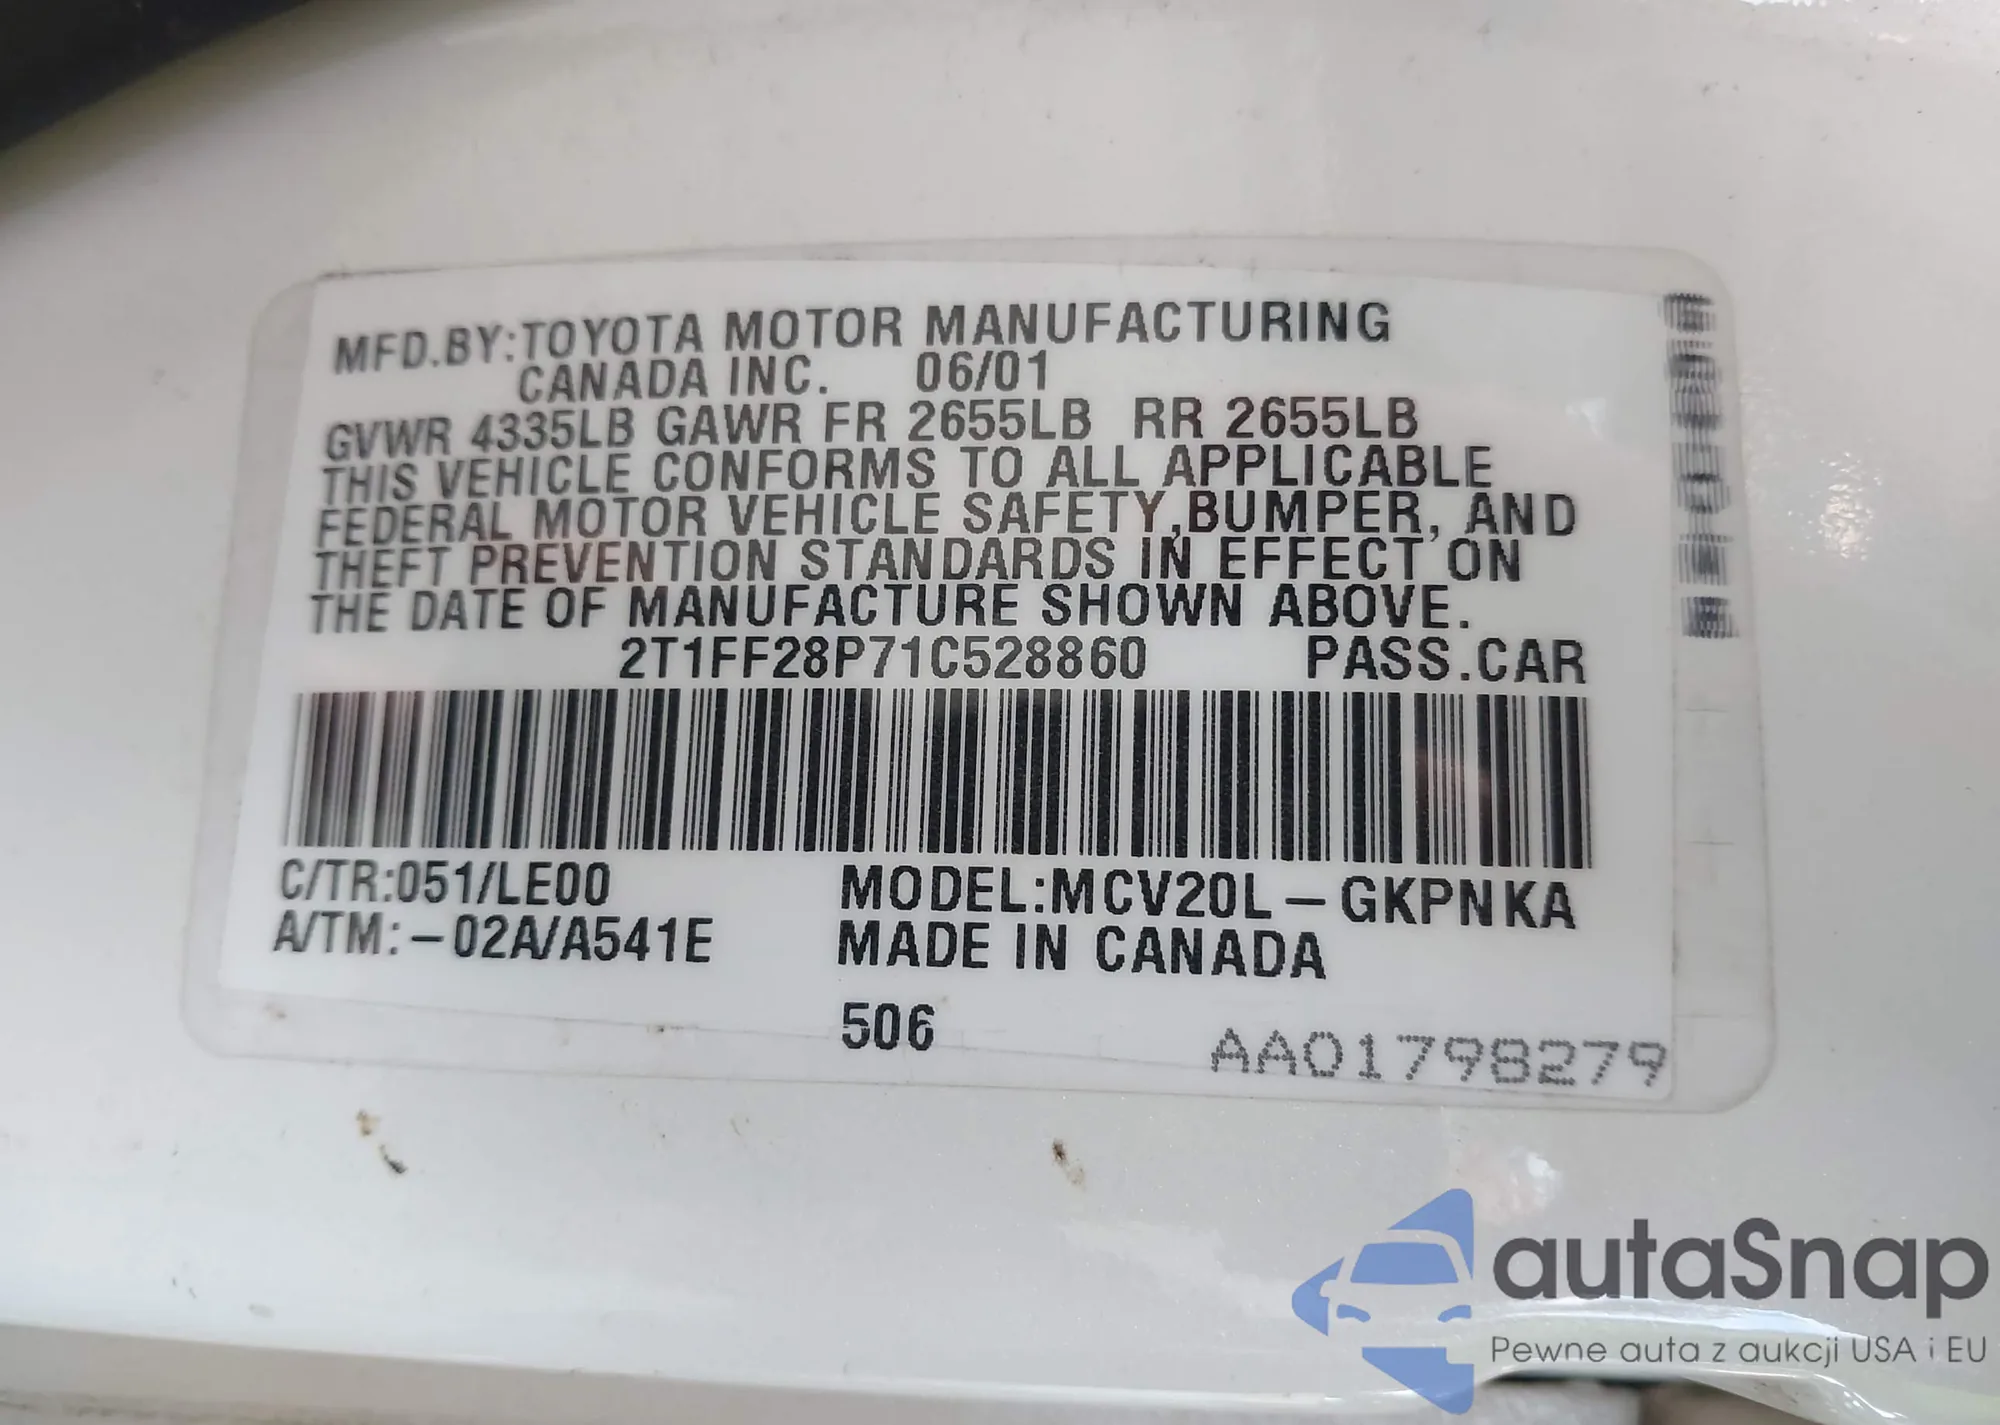 MFD.BY:TOYOTA MOTOR MANUFACTURING
CANADA INC. 06/01
GVWR 4335LB GAWR FR 2655LB RR 2655LB
THIS VEHICLE CONFORMS TO ALL APPLICABLE
FEDERAL MOTOR VEHICLE SAFETY,BUMPER, AND
THEFT PREVENTION STANDARDS IN EFFECT ON
THE DATE OF MANUFACTURE SHOWN ABOVE.
2T1FF28P71C528860 PASS.CAR
C/TR:051/LE00 MODEL:MCV20L-GKPNKA
A/TM:-02A/A541E MADE IN CANADA
506
AA01798279
autaSnap
Pewne auta z aukcji USA i EU